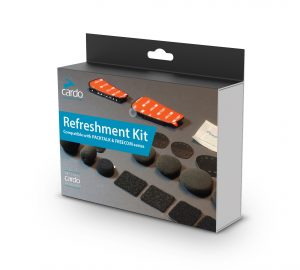 cardo
Refreshment Kit
Compatible with PACKTALK & FREECOM series
cardo